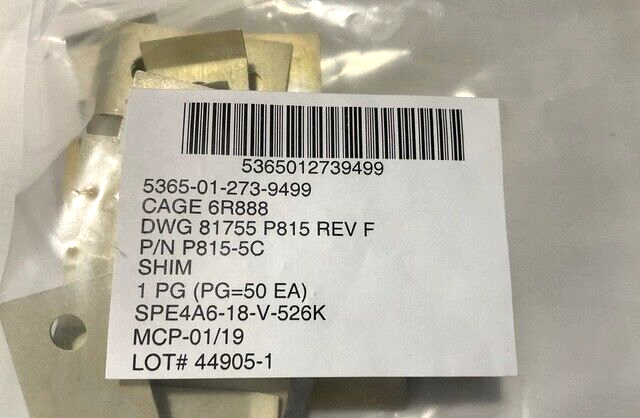 5365012739499
5365-01-273-9499
CAGE 6R888
DWG 81755 P815 REV F
P/N P815-5C
SHIM
1 PG (PG=50 EA)
SPE4A6-18-V-526K
MCP-01/19
LOT# 44905-1